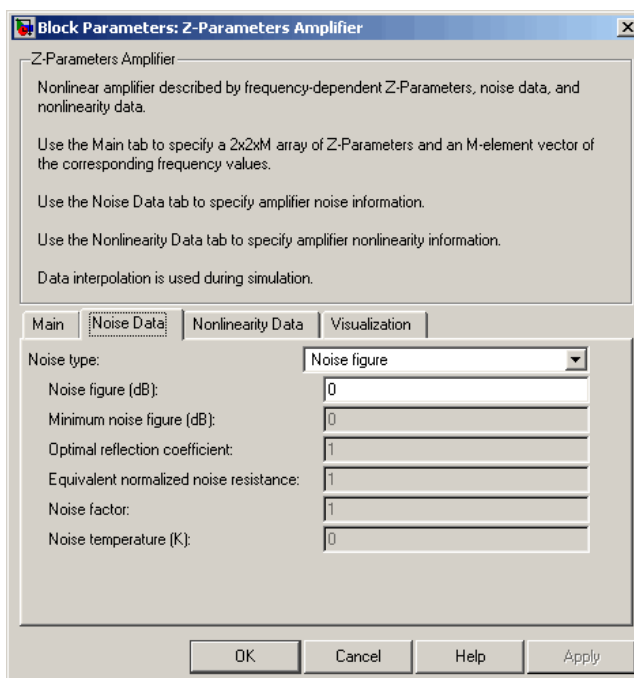 Block Parameters: Z-Parameters Amplifier
Z-Parameters Amplifier
Nonlinear amplifier described by frequency-dependent Z-Parameters, noise data, and
nonlinearity data.
Use the Main tab to specify a 2x2xM array of Z-Parameters and an M-element vector of
the corresponding frequency values.
Use the Noise Data tab to specify amplifier noise information.
Use the Nonlinearity Data tab to specify amplifier nonlinearity information.
Data interpolation is used during simulation.
Main Noise Data Nonlinearity Data Visualization
Noise type: Noise figure
Noise figure (dB): 0
Minimum noise figure (dB): 0
Optimal reflection coefficient: 1
Equivalent normalized noise resistance: 1
Noise factor: 1
Noise temperature (K): 0
OK Cancel Help Apply